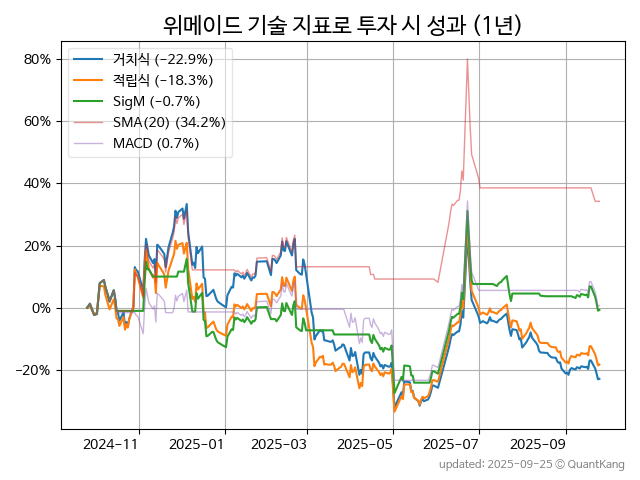 위메이드 기술 지표로 투자 시 성과 (1년)
거치식 (−22.9%)
적립식 (−18.3%)
SigM (−0.7%)
SMA(20) (34.2%)
MACD (0.7%)
80%
60%
40%
20%
0%
−20%
2024-11 2025-01 2025-03 2025-05 2025-07 2025-09
updated: 2025-09-25 © QuantKang